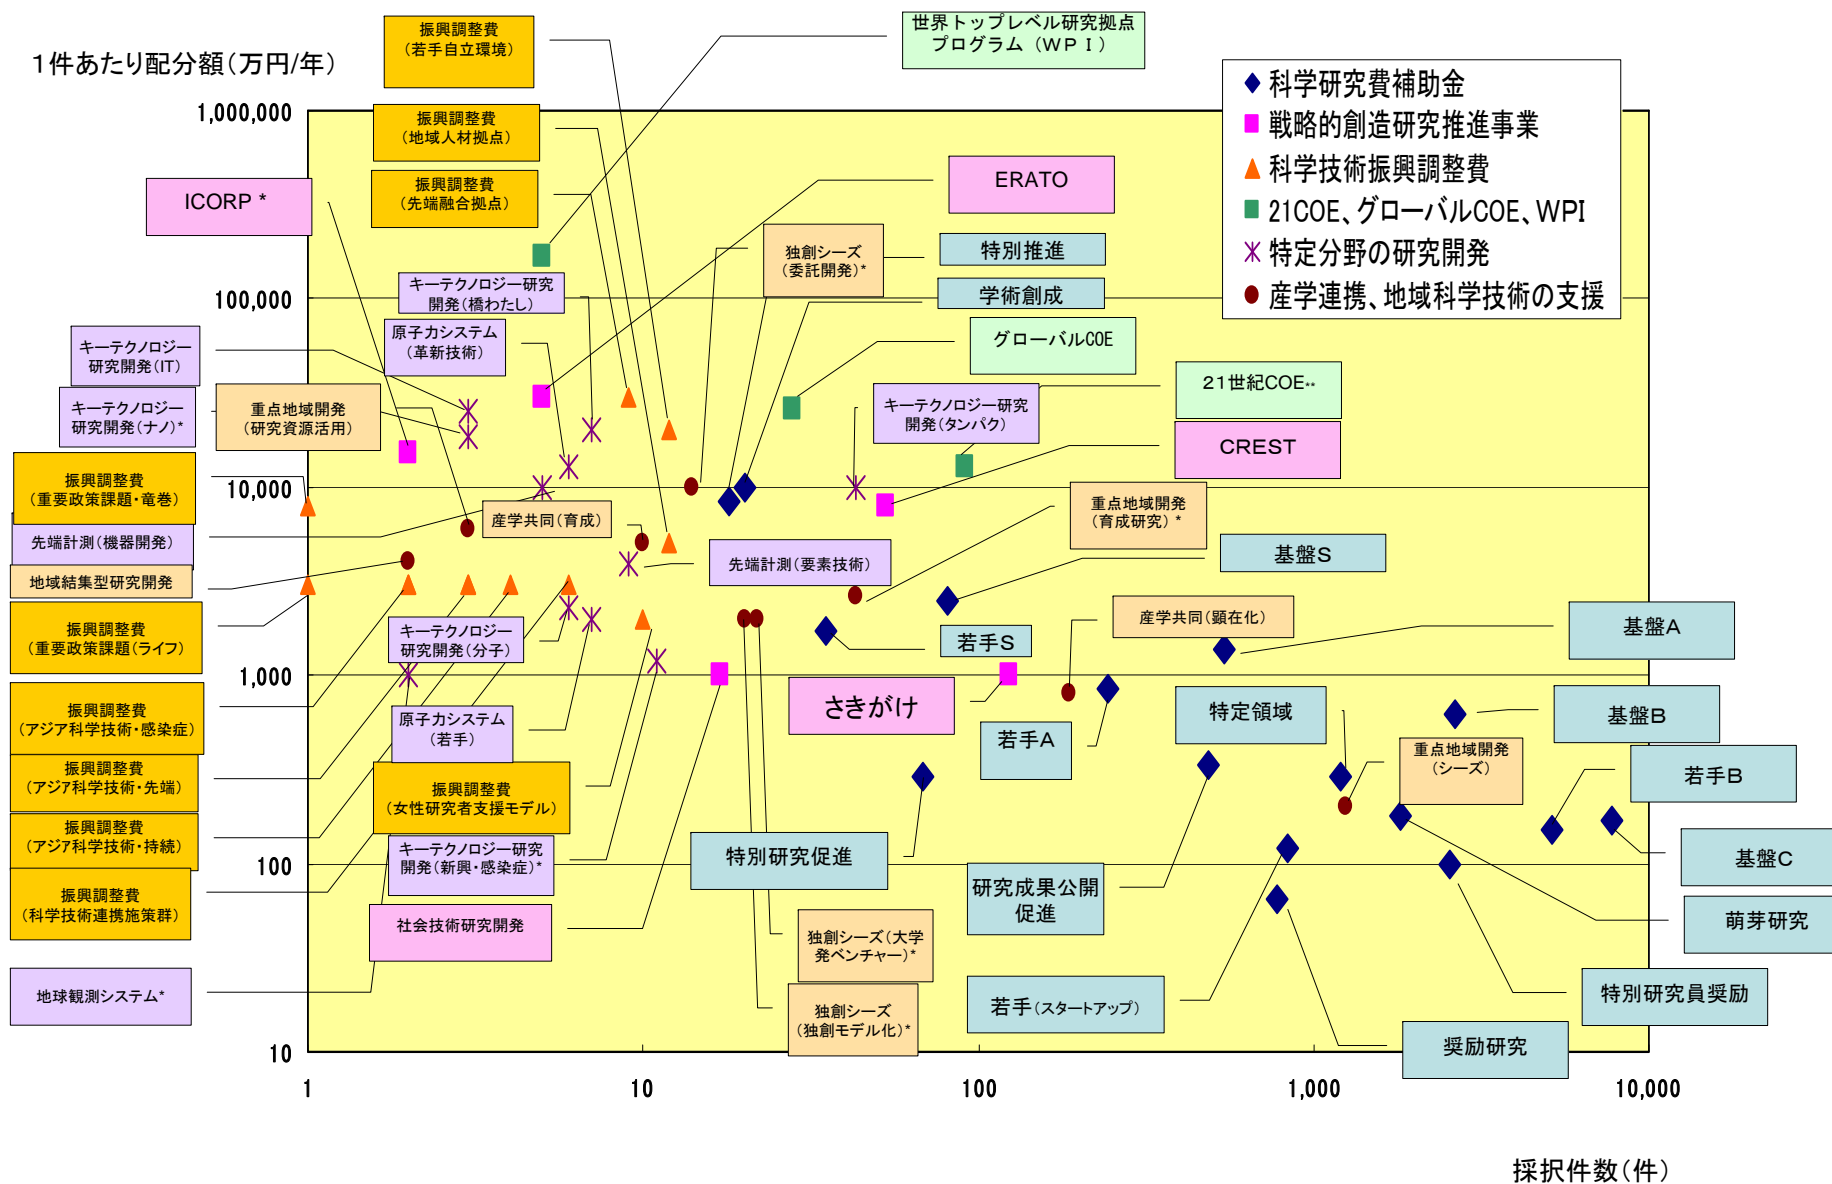 1件あたり配分額(万円/年)
振興調整費
(若手自立環境)
世界トップレベル研究拠点
プログラム(WPI)
振興調整費
(地域人材拠点)
振興調整費
(先端融合拠点)
ICORP *
ERATO
◆科学研究費補助金
■戦略的創造研究推進事業
▲科学技術振興調整費
■21COE、グローバルCOE、WPI
特定分野の研究開発
●産学連携、地域科学技術の支援
独創シーズ
(委託開発)*
特別推進
学術創成
キーテクノロジー研究
開発(橋わたし)
原子力システム
(革新技術)
グローバルCOE
キーテクノロジー
研究開発(IT)
キーテクノロジー
研究開発(ナノ)*
重点地域開発
(研究資源活用)
キーテクノロジー研究
開発(タンパク)
21世紀COE**
CREST
振興調整費
(重要政策課題・竜巻)
先端計測(機器開発)
産学共同(育成)
重点地域開発
(育成研究)*
地域結集型研究開発
先端計測(要素技術)
基盤S
振興調整費
(重要政策課題(ライフ)
キーテクノロジー
研究開発(分子)
若手S
産学共同(顕在化)
基盤A
振興調整費
(アジア科学技術・感染症)
原子力システム
(若手)
さきがけ
若手A
特定領域
基盤B
振興調整費
(アジア科学技術・先端)
振興調整費
(女性研究者支援モデル)
重点地域開発
(シーズ)
若手B
振興調整費
(アジア科学技術・持続)
キーテクノロジー研究
開発(新興・感染症)*
特別研究促進
基盤C
振興調整費
(科学技術連携施策群)
社会技術研究開発
研究成果公開
促進
萌芽研究
独創シーズ(大学
発ベンチャー)*
地球観測システム*
独創シーズ
(独創モデル化)*
若手(スタートアップ)
特別研究員奨励
奨励研究
1,000,000
100,000
10,000
1,000
100
10
1
10
100
1,000
10,000
採択件数(件)